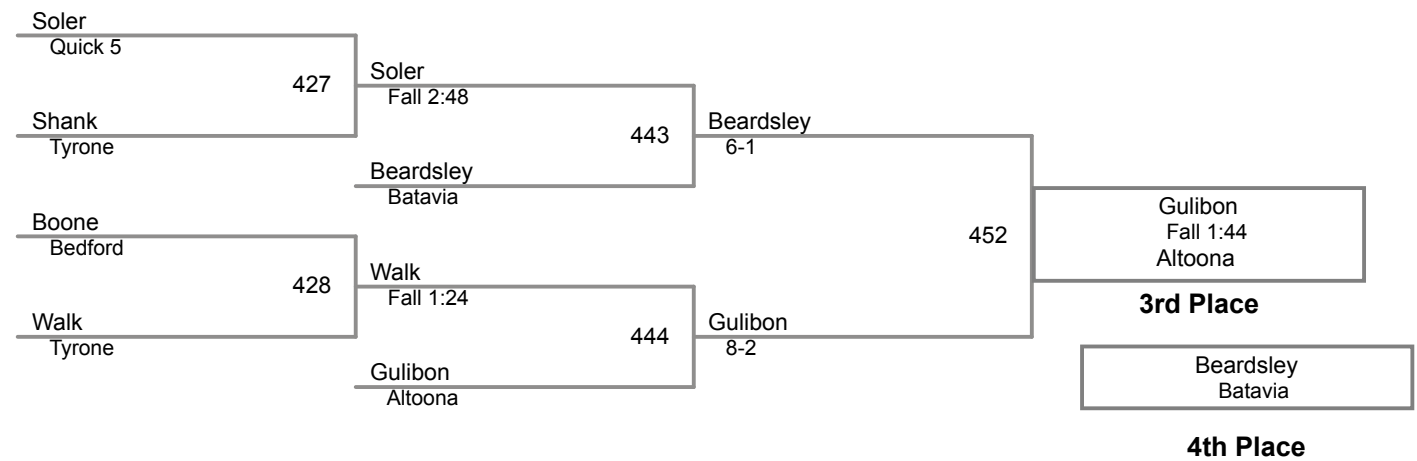 Soler
Quick 5
427
Soler
Fall 2:48
Shank
Tyrone
443
Beardsley
6-1
Beardsley
Batavia
Boone
Bedford
452
Gulibon
Fall 1:44
Altoona
3rd Place
428
Walk
Fall 1:24
Walk
Tyrone
444
Gulibon
8-2
Gulibon
Altoona
Beardsley
Batavia
4th Place